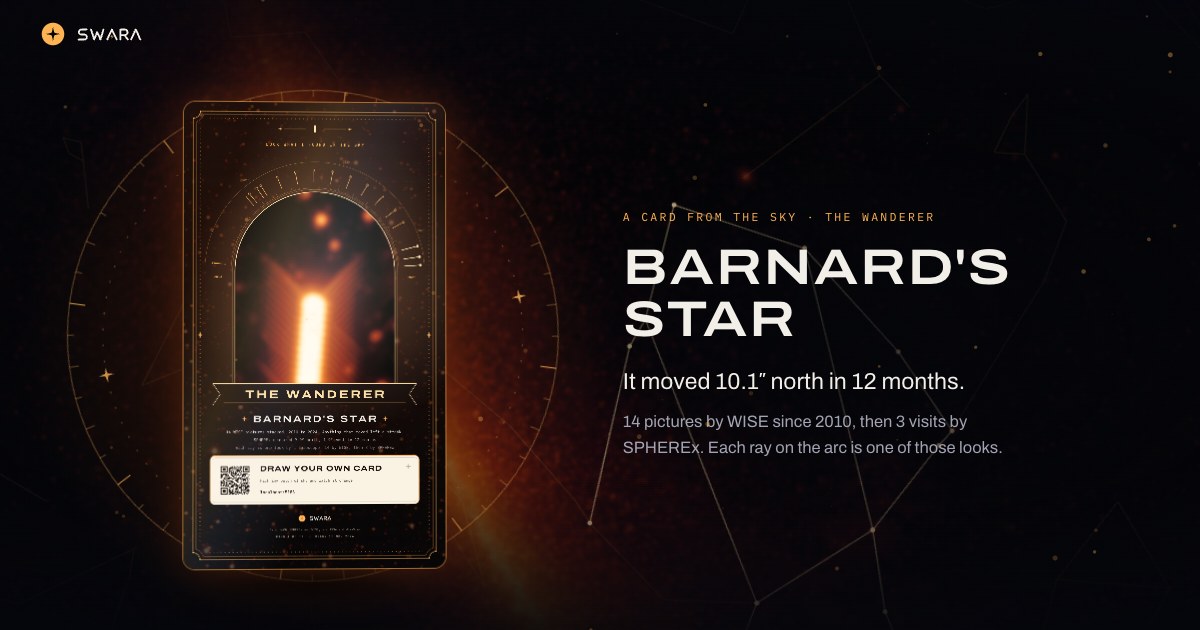 SWARA
A CARD FROM THE SKY · THE WANDERER
BARNARD'S
STAR
It moved 10.1″ north in 12 months.
14 pictures by WISE since 2010, then 3 visits by
SPHEREx. Each ray on the arc is one of those looks.
THE WANDERER
BARNARD'S STAR
DRAW YOUR OWN CARD
SWARA